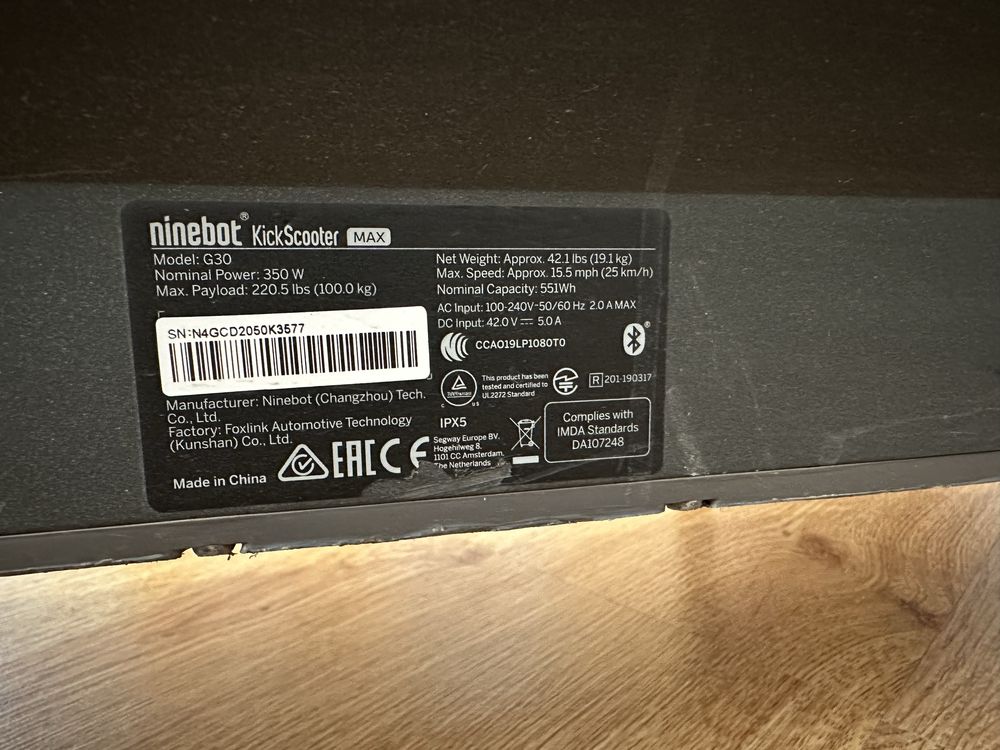 ninebot® KickScooter MAX
Model: G30
Nominal Power: 350 W
Max. Payload: 220.5 lbs (100.0 kg)
Net Weight: Approx. 42.1 lbs (19.1 kg)
Max. Speed: Approx. 15.5 mph (25 km/h)
Nominal Capacity: 551Wh
AC Input: 100-240V~50/60 Hz 2.0 A MAX
DC Input: 42.0 V ⎓ 5.0 A
SN:N4GCD2050K3577
CCAO19LP1080T0
This product has been
tested and certified to
UL2272 Standard
C US
R 201-190317
Manufacturer: Ninebot (Changzhou) Tech.
Co., Ltd.
Factory: Foxlink Automotive Technology
(Kunshan) Co., Ltd.
Made in China
EAC CE
IPX5
Segway Europe BV.
Hogehilweg 8.
1101 CC Amsterdam.
The Netherlands
Complies with
IMDA Standards
DA107248